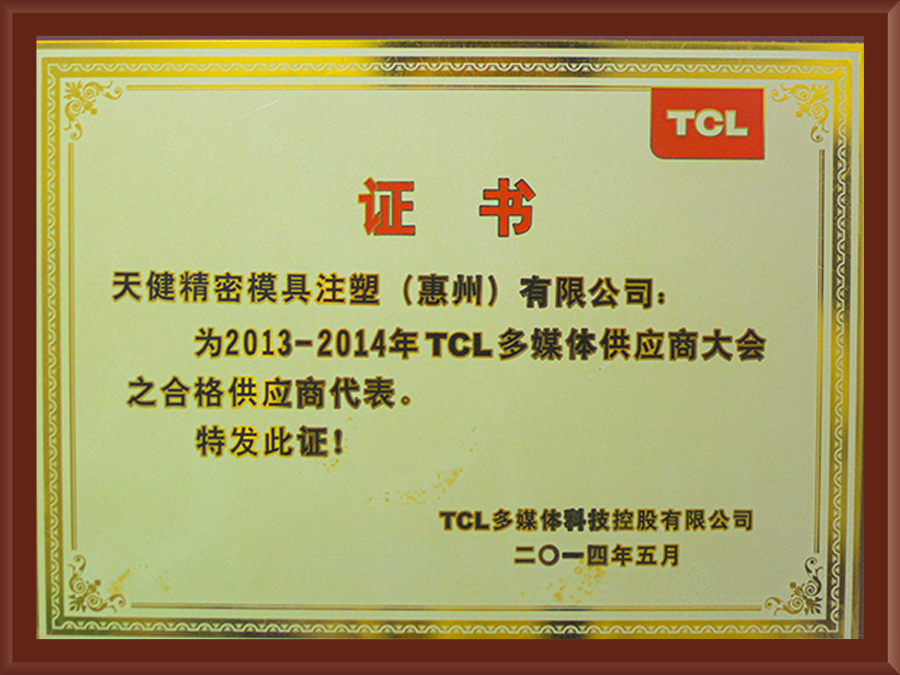 TCL
证 书
天健精密模具注塑（惠州）有限公司：
为2013-2014年TCL多媒体供应商大会
之合格供应商代表。
特发此证！
TCL多媒体科技控股有限公司
二〇一四年五月